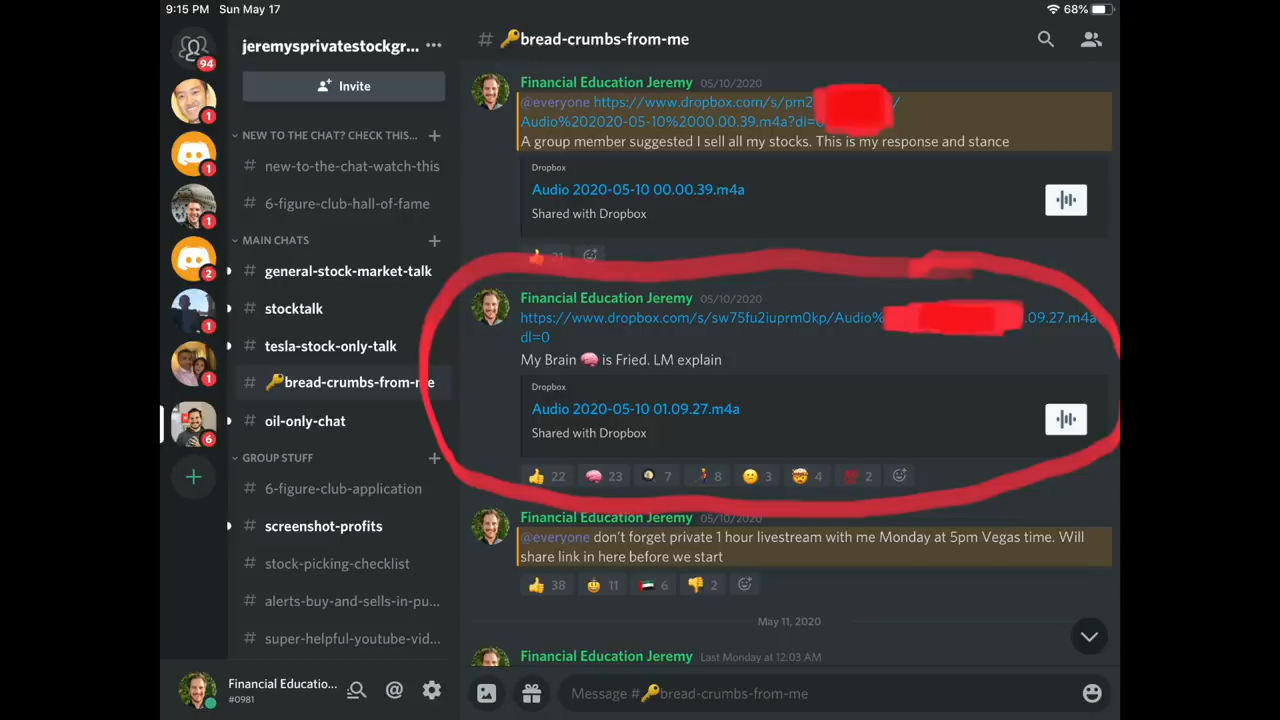 9:15 PM Sun May 17
68%
94
1
1
1
2
1
1
6
jeremysprivatestockgr...
Invite
NEW TO THE CHAT? CHECK THIS...
# new-to-the-chat-watch-this
# 6-figure-club-hall-of-fame
MAIN CHATS
# general-stock-market-talk
# stocktalk
# tesla-stock-only-talk
# 🔑bread-crumbs-from-me
# oil-only-chat
GROUP STUFF
# 6-figure-club-application
# screenshot-profits
# stock-picking-checklist
# alerts-buy-and-sells-in-pu...
# super-helpful-youtube-vid...
Financial Educatio...
#0981
# 🔑bread-crumbs-from-me
Financial Education Jeremy 05/10/2020
@everyone https://www.dropbox.com/s/pm2 /
Audio%202020-05-10%2000.00.39.m4a?dl=
A group member suggested I sell all my stocks. This is my response and stance
Dropbox
Audio 2020-05-10 00.00.39.m4a
Shared with Dropbox
👍 21
Financial Education Jeremy 05/10/2020
https://www.dropbox.com/s/sw75fu2iuprm0kp/Audio% .09.27.m4a
dl=0
My Brain 🧠 is Fried. LM explain
Dropbox
Audio 2020-05-10 01.09.27.m4a
Shared with Dropbox
22 23 7 8 3 4 2
Financial Education Jeremy 05/10/2020
@everyone don't forget private 1 hour livestream with me Monday at 5pm Vegas time. Will
share link in here before we start
38 11 6 2
May 11, 2020
Financial Education Jeremy Last Monday at 12:03 AM
Message #🔑bread-crumbs-from-me